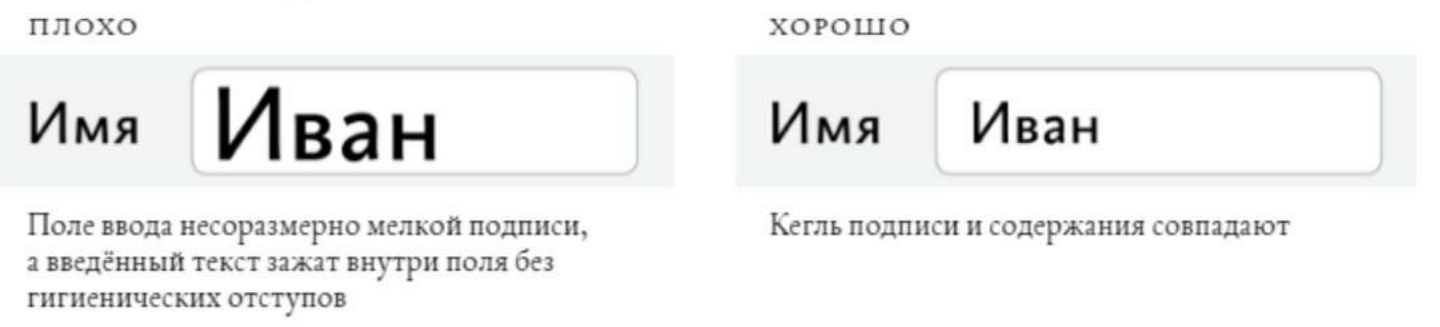 ПЛОХО
Имя Иван
Поле ввода несоразмерно мелкой подписи,
а введённый текст зажат внутри поля без
гигиенических отступов
ХОРОШО
Имя Иван
Кегль подписи и содержания совпадают